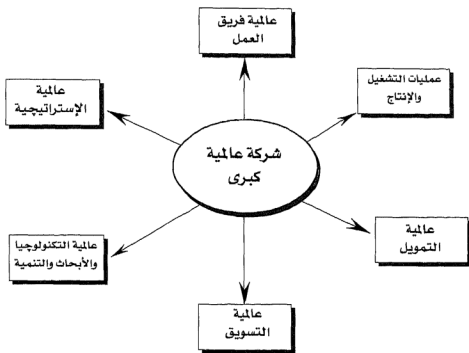 عالمية فريق
العمل
عمليات التشغيل
والإنتاج
عالمية
الإستراتيجية
شركة عالمية
كبرى
عالمية
التمويل
عالمية التكنولوجيا
والأبحاث والتنمية
عالمية
التسويق